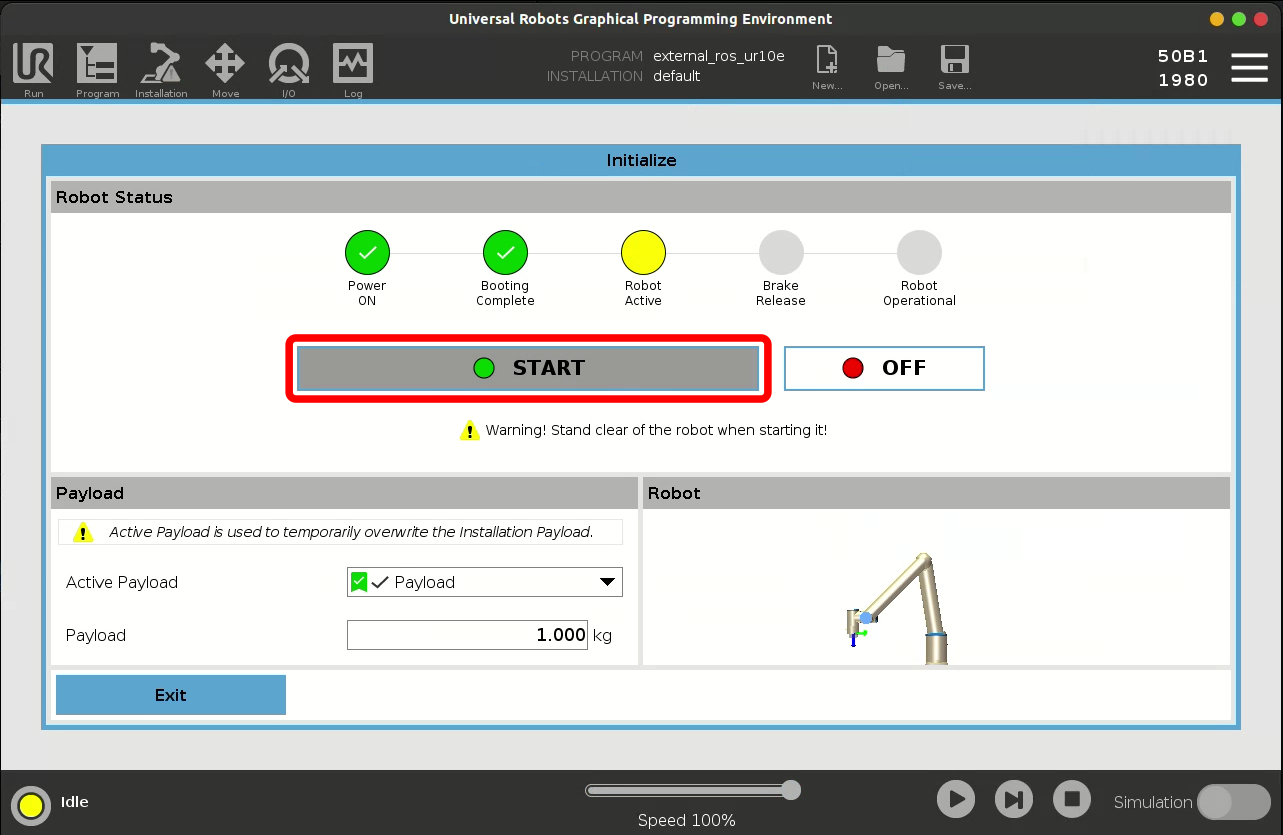 Universal Robots Graphical Programming Environment
UR
Run
Program
Installation
Move
I/O
Log
PROGRAM external_ros_ur10e
INSTALLATION default
New...
Open...
Save...
50B1
1980
Initialize
Robot Status
Power
ON
Booting
Complete
Robot
Active
Brake
Release
Robot
Operational
START
OFF
Warning! Stand clear of the robot when starting it!
Payload
Active Payload is used to temporarily overwrite the Installation Payload.
Active Payload
Payload
Payload
1.000 kg
Robot
Exit
Idle
Speed 100%
Simulation